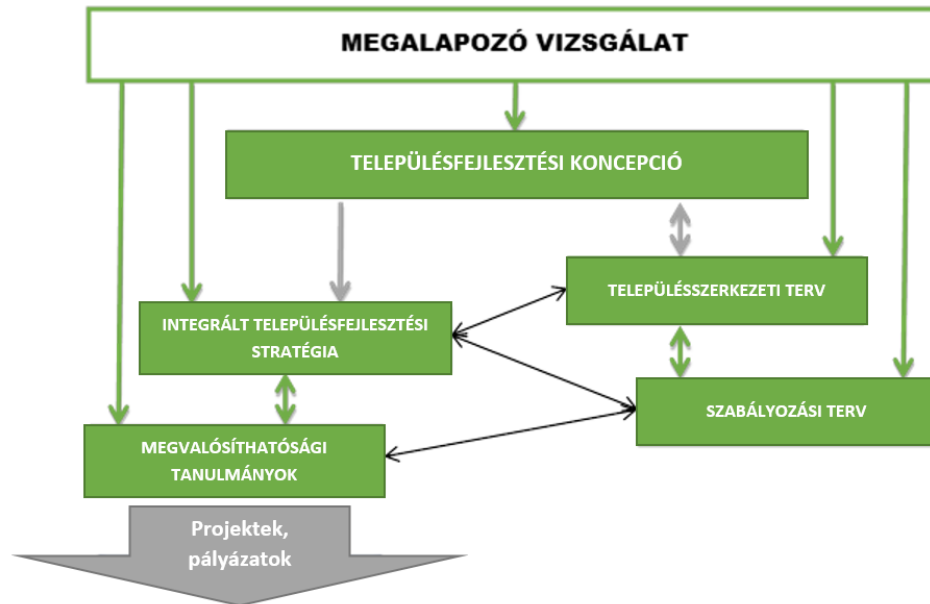 MEGALAPOZÓ VIZSGÁLAT
TELEPÜLÉSFEJLESZTÉSI KONCEPCIÓ
TELEPÜLÉSSZERKEZETI TERV
INTEGRÁLT TELEPÜLÉSFEJLESZTÉSI
STRATÉGIA
SZABÁLYOZÁSI TERV
MEGVALÓSÍTHATÓSÁGI
TANULMÁNYOK
Projektek,
pályázatok